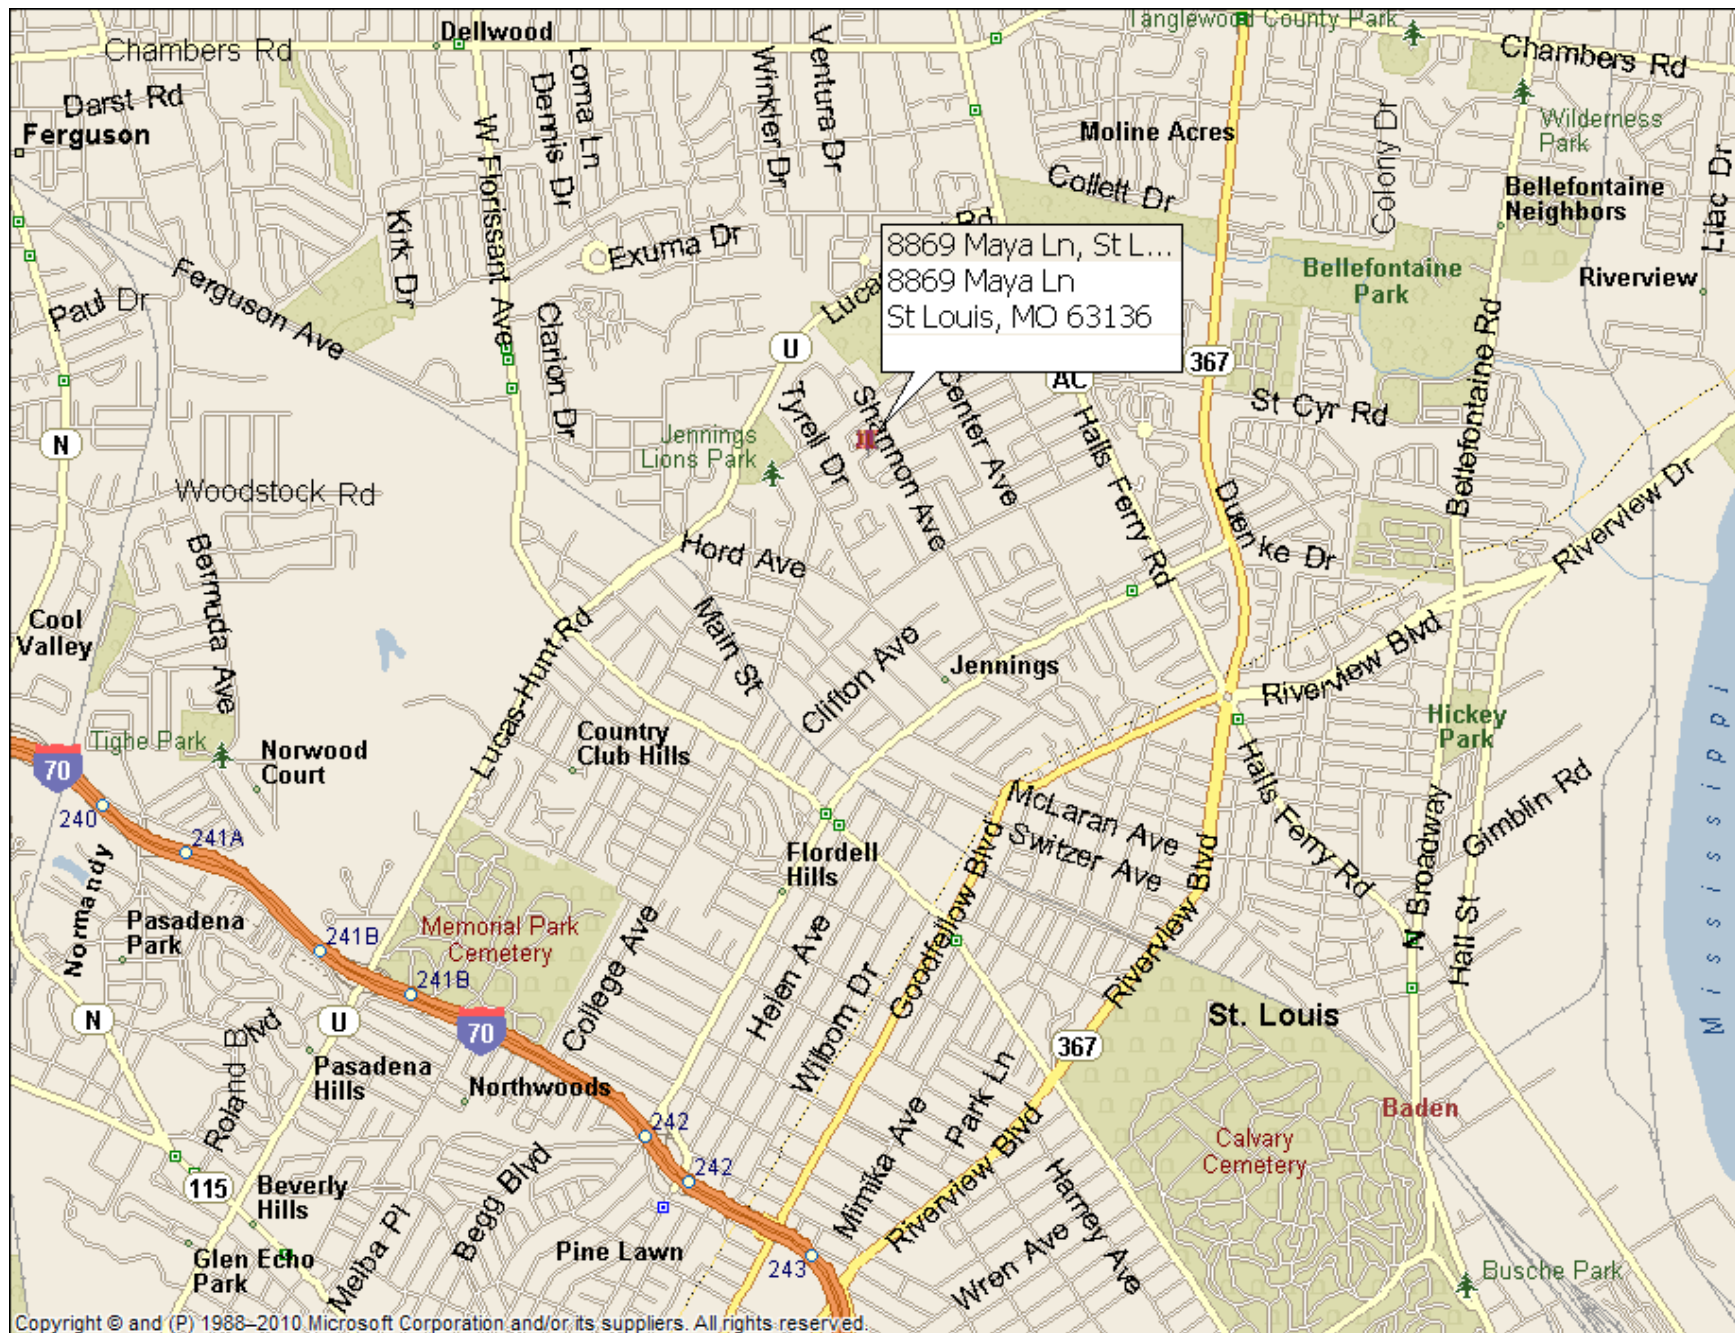 Tanglewood County Park
Dellwood
Chambers Rd
Chambers Rd
Darst Rd
Ferguson
W Florissant Ave
Dennis Dr
Loma Ln
Winkler Dr
Ventura Dr
Moline Acres
Colony Dr
Wilderness
Park
Lilac Dr
Collett Dr
Bellefontaine
Neighbors
Kirk Dr
Exuma Dr
Rd
8869 Maya Ln, St L...
8869 Maya Ln
St Louis, MO 63136
Luca
Bellefontaine
Park
Riverview
Paul Dr
Ferguson Ave
Clarion Dr
U
367
AC
Bellefontaine Rd
Tyrell Dr
Shannon Ave
Center Ave
St Cyr Rd
N
Jennings
Lions Park
Halls Ferry Rd
Woodstock Rd
Duenke Dr
Riverview Dr
Bermuda Ave
Hord Ave
Cool
Valley
Lucas-Hunt Rd
Main St
Clifton Ave
Jennings
Riverview Blvd
Tighe Park
Norwood
Court
Country
Club Hills
Hickey
Park
Mississippi
70
240
241A
McLaran Ave
Switzer Ave
Halls Ferry Rd
N Broadway
Gimblin Rd
Hall St
Flordell
Hills
Goodfellow Blvd
Riverview Blvd
Normandy
Pasadena
Park
241B
Memorial Park
Cemetery
College Ave
Helen Ave
Wilborn Dr
241B
70
N
U
St. Louis
367
Roland Blvd
Pasadena
Hills
Northwoods
Mimika Ave
Park Ln
Baden
Calvary
Cemetery
242
242
115
Beverly
Hills
Begg Blvd
Melba Pl
Riverview Blvd
Harney Ave
Glen Echo
Park
Pine Lawn
243
Wren Ave
Busche Park
Copyright © and (P) 1988–2010 Microsoft Corporation and/or its suppliers. All rights reserved.